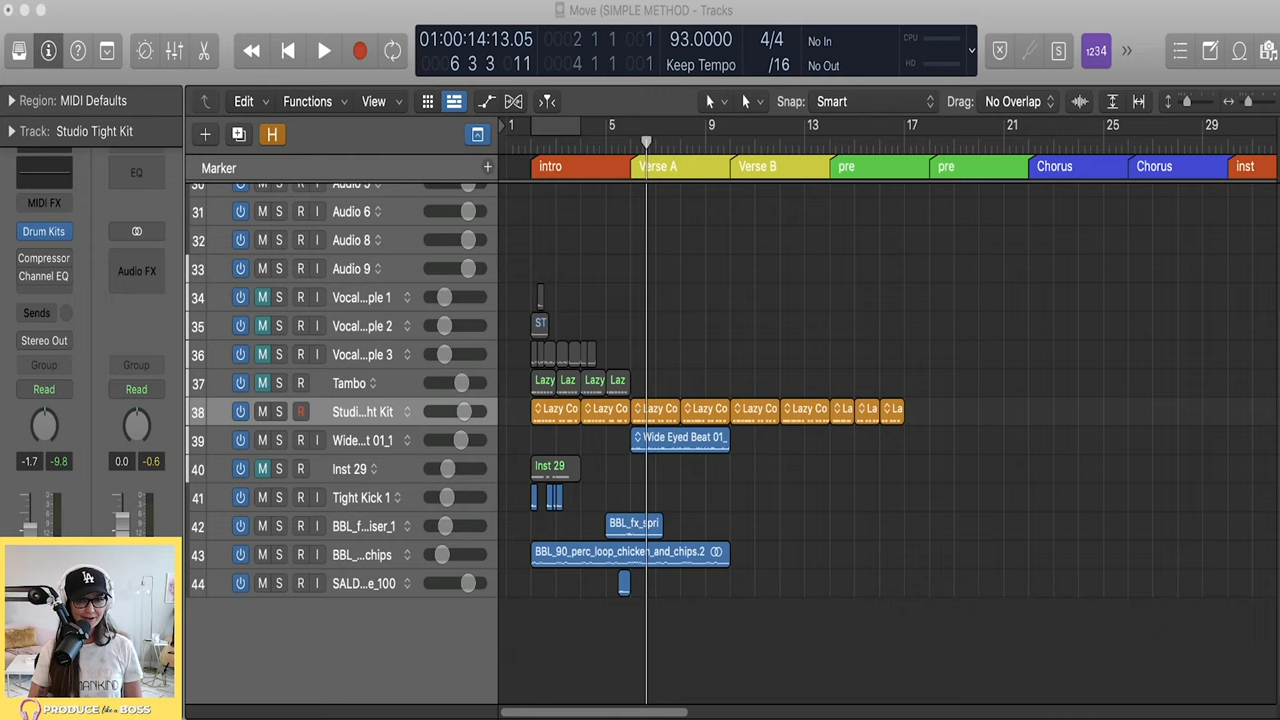 Move (SIMPLE METHOD - Tracks
01:00:14:13.05
6 3 3 011
0002 1 1 001
0004 1 1 001
93.0000
Keep Tempo
4/4
/16
No In
No Out
CPU
HD
1234
Region: MIDI Defaults
Track: Studio Tight Kit
Edit
Functions
View
Snap: Smart
Drag: No Overlap
H
1 5 9 13 17 21 25 29
Marker
intro
Verse A
Verse B
pre
pre
Chorus
Chorus
inst
EQ
MIDI FX
Drum Kits
Compressor
Channel EQ
Audio FX
Sends
Stereo Out
Group
Group
Read
Read
-1.7 -9.8
0.0 -0.6
31 M S R I Audio 6
32 M S R I Audio 8
33 M S R I Audio 9
34 M S R Vocal...ple 1
35 M S R Vocal...ple 2 ST
36 M S R Vocal...ple 3
37 M S R Tambo Lazy Laz Lazy Laz
38 M S R Studi...ht Kit Lazy Co Lazy Co Lazy Co Lazy Co Lazy Co Lazy Co La La La
39 M S R I Wide...t 01_1 Wide Eyed Beat 01_
40 M S R Inst 29 Inst 29
41 M S R I Tight Kick 1
42 M S R I BBL_f...iser_1 BBL_fx_spri
43 M S R I BBL_...chips BBL_90_perc_loop_chicken_and_chips.2
44 M S R I SALD...e_100
LA
MANKIND
PRODUCE like a BOSS